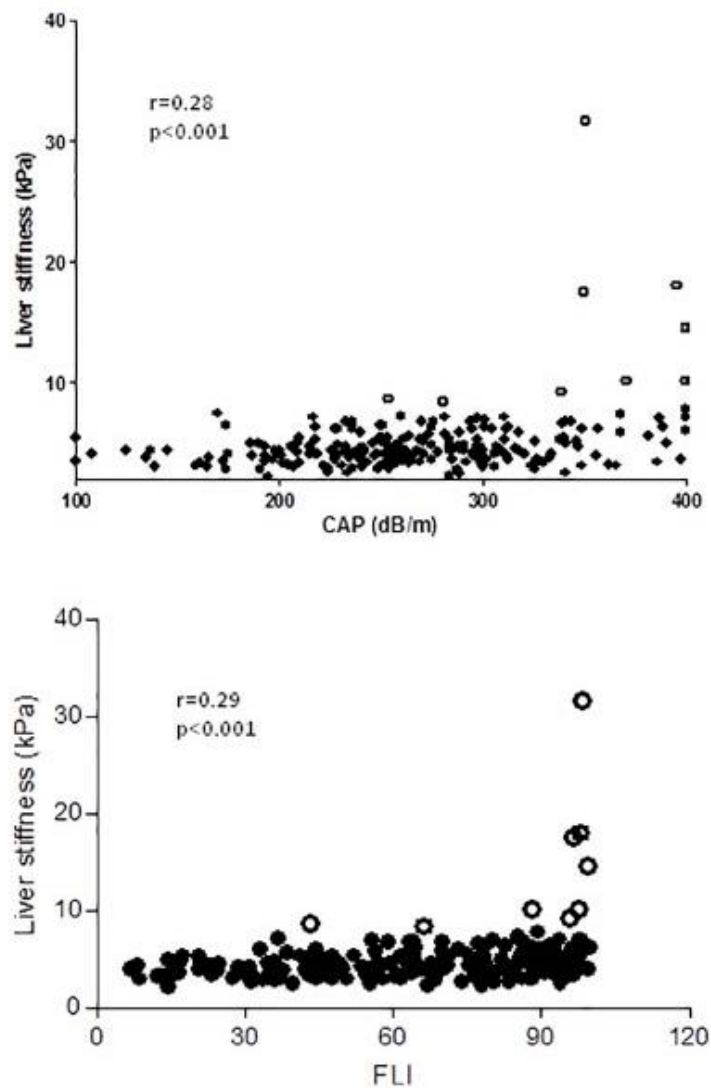 40
r=0.28
p<0.001
30
Liver stiffness (kPa)
20
10
100 200 300 400
CAP (dB/m)
40
r=0.29
p<0.001
30
Liver stiffness (kPa)
20
10
0
0 30 60 90 120
FLI